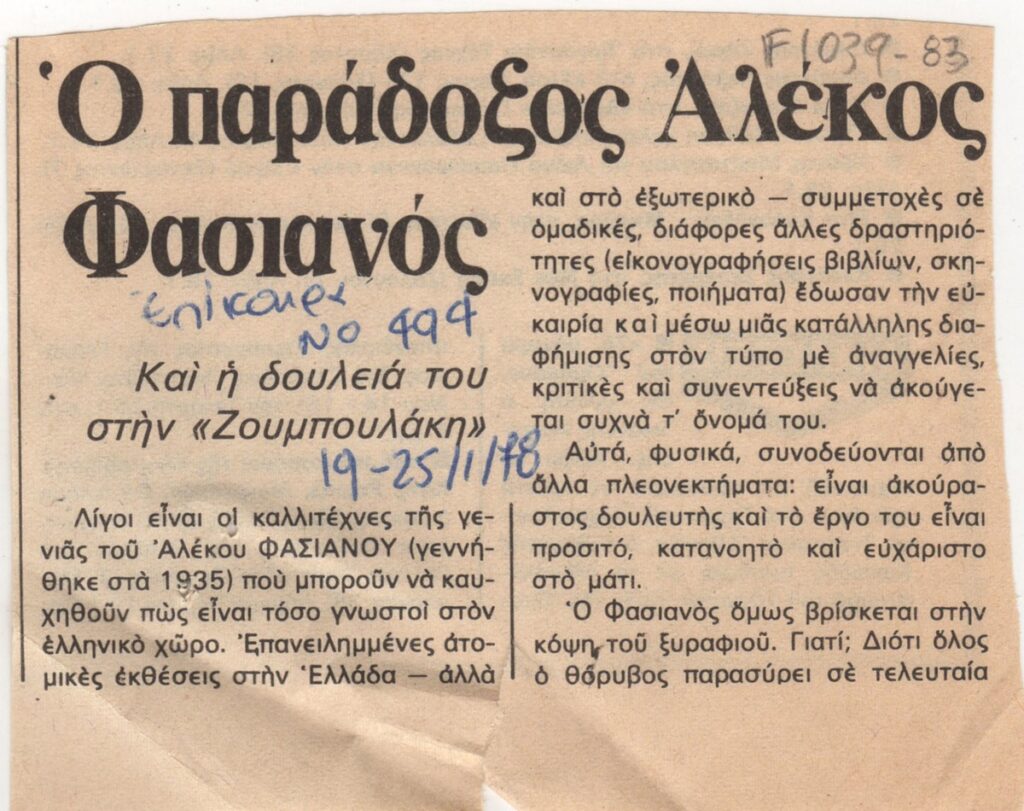 F1039-83
Ὁ παράδοξος Ἀλέκος
Φασιανός
Επίκαιρα
Νο 494
Καὶ ἡ δουλειά του
στὴν «Ζουμπουλάκη»
19-25/1/78
Λίγοι εἶναι οἱ καλλιτέχνες τῆς γε-
νιᾶς τοῦ Ἀλέκου ΦΑΣΙΑΝΟΥ (γεννή-
θηκε στὰ 1935) ποὺ μποροῦν νὰ καυ-
χηθοῦν πὼς εἶναι τόσο γνωστοὶ στὸν
ἑλληνικὸ χῶρο. Ἐπανειλημμένες ἀτο-
μικὲς ἐκθέσεις στὴν Ἑλλάδα — ἀλλὰ
καὶ στὸ ἐξωτερικὸ — συμμετοχὲς σὲ
ὁμαδικές, διάφορες ἄλλες δραστηριό-
τητες (εἰκονογραφήσεις βιβλίων, σκη-
νογραφίες, ποιήματα) ἔδωσαν τὴν εὐ-
καιρία καὶ μέσω μιᾶς κατάλληλης δια-
φήμισης στὸν τύπο μὲ ἀναγγελίες,
κριτικὲς καὶ συνεντεύξεις νὰ ἀκούγε-
ται συχνὰ τ' ὄνομά του.
Αὐτά, φυσικά, συνοδεύονται ἀπὸ
ἄλλα πλεονεκτήματα: εἶναι ἀκούρα-
στος δουλευτὴς καὶ τὸ ἔργο του εἶναι
προσιτό, κατανοητὸ καὶ εὐχάριστο
στὸ μάτι.
Ὁ Φασιανὸς ὅμως βρίσκεται στὴν
κόψη τοῦ ξυραφιοῦ. Γιατί; Διότι ὅλος
ὁ θόρυβος παρασύρει σὲ τελευταία